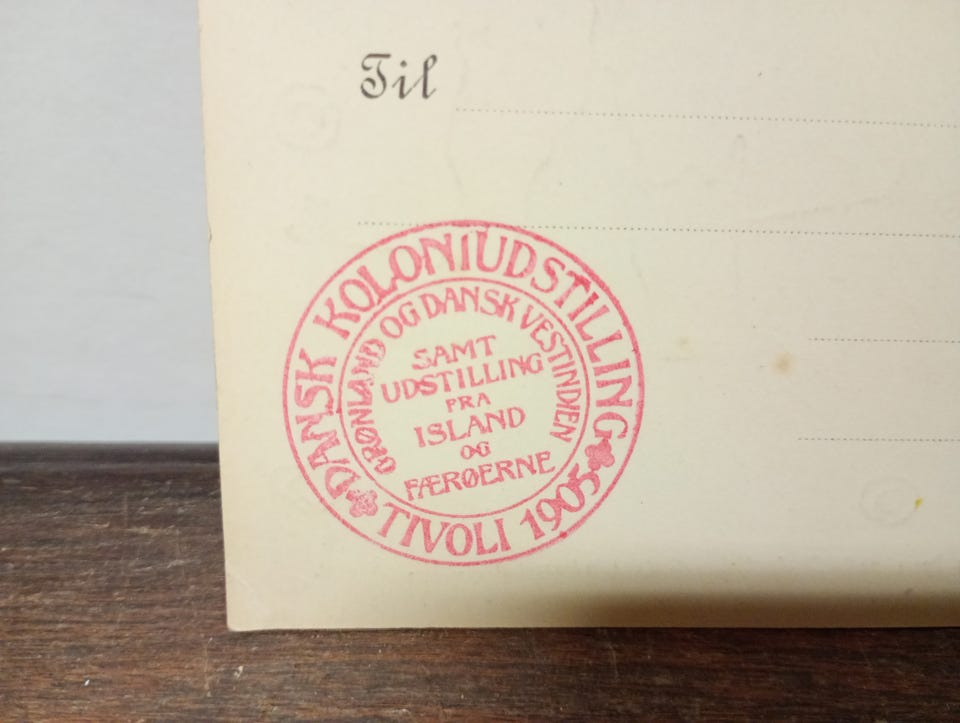 Til
DANSK KOLONIUDSTILLING
GRØNLAND OG DANSK VESTINDIEN
SAMT
UDSTILLING
FRA
ISLAND
OG
FÆRØERNE
TIVOLI 1905